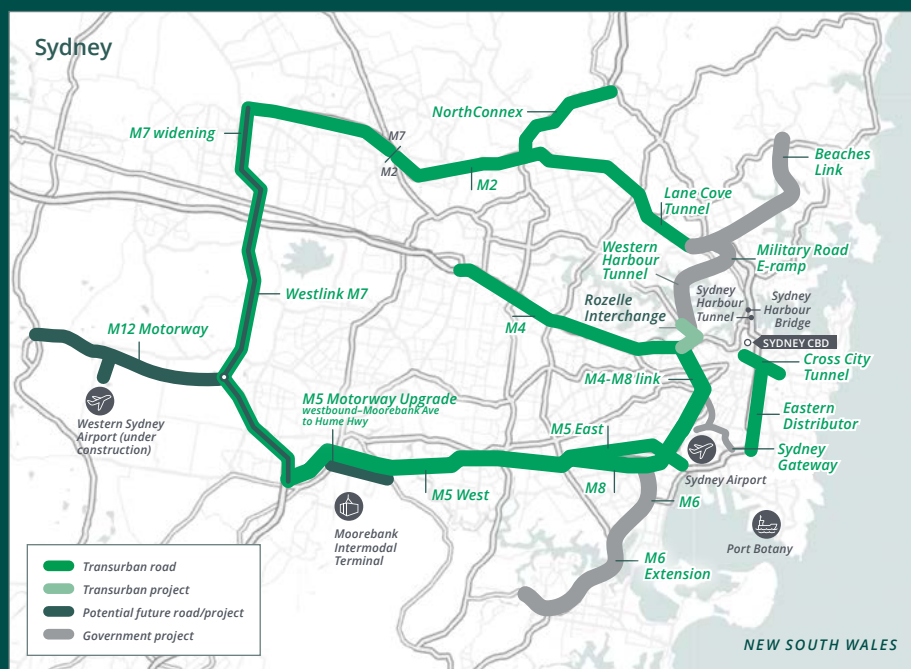 Sydney
NorthConnex
M7 widening
M7
M2
M2
Beaches
Link
Lane Cove
Tunnel
Western
Harbour
Tunnel
Military Road
E-ramp
Westlink M7
Rozelle
Interchange
Sydney
Harbour
Tunnel
Sydney
Harbour
Bridge
M12 Motorway
M4
SYDNEY CBD
Cross City
Tunnel
M4-M8 link
M5 Motorway Upgrade
westbound–Moorebank Ave
to Hume Hwy
Western Sydney
Airport (under
construction)
Eastern
Distributor
M5 East
Sydney
Gateway
Sydney Airport
M5 West
M8
M6
Moorebank
Intermodal
Terminal
Port Botany
M6
Extension
Transurban road
Transurban project
Potential future road/project
Government project
NEW SOUTH WALES